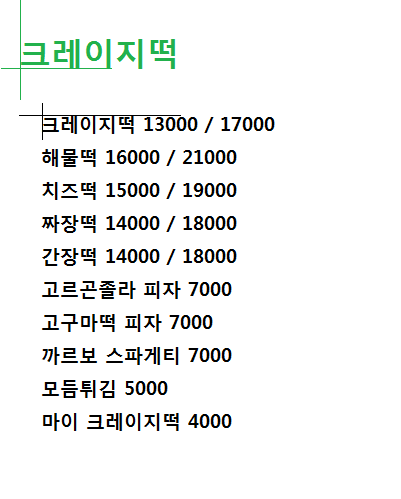 크레이지떡
크레이지떡 13000 / 17000
해물떡 16000 / 21000
치즈떡 15000 / 19000
짜장떡 14000 / 18000
간장떡 14000 / 18000
고르곤졸라 피자 7000
고구마떡 피자 7000
까르보 스파게티 7000
모듬튀김 5000
마이 크레이지떡 4000